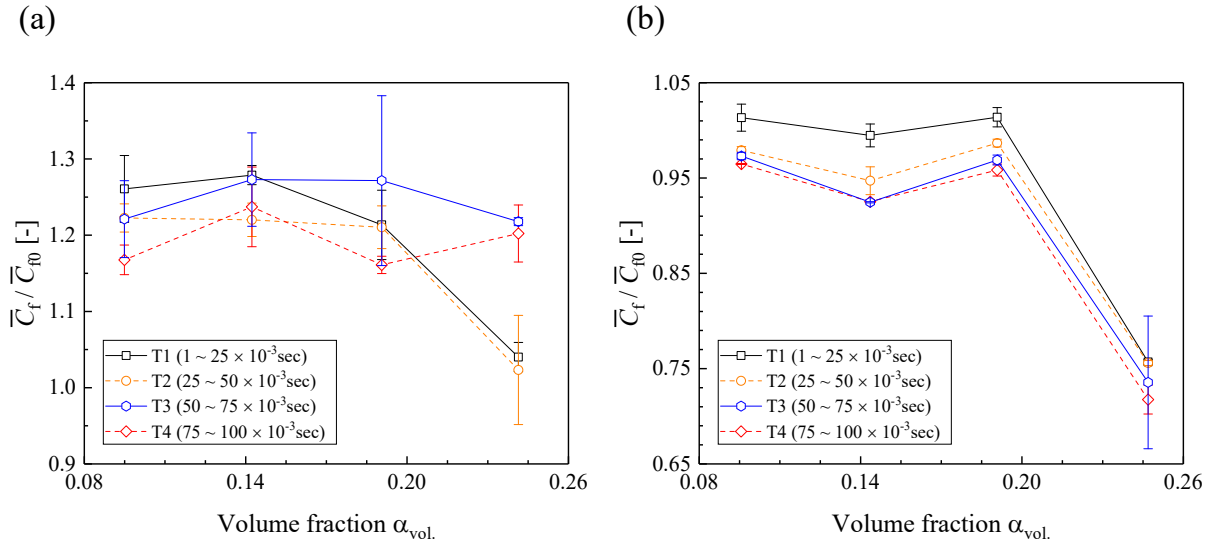 (a)
1.4
1.3
1.2
1.1
1.0
0.9
C̅f / C̅f0 [-]
T1 (1 ~ 25 × 10⁻³sec)
T2 (25 ~ 50 × 10⁻³sec)
T3 (50 ~ 75 × 10⁻³sec)
T4 (75 ~ 100 × 10⁻³sec)
0.08 0.14 0.20 0.26
Volume fraction αvol.
(b)
1.05
0.95
0.85
0.75
0.65
C̅f / C̅f0 [-]
T1 (1 ~ 25 × 10⁻³sec)
T2 (25 ~ 50 × 10⁻³sec)
T3 (50 ~ 75 × 10⁻³sec)
T4 (75 ~ 100 × 10⁻³sec)
0.08 0.14 0.20 0.26
Volume fraction αvol.